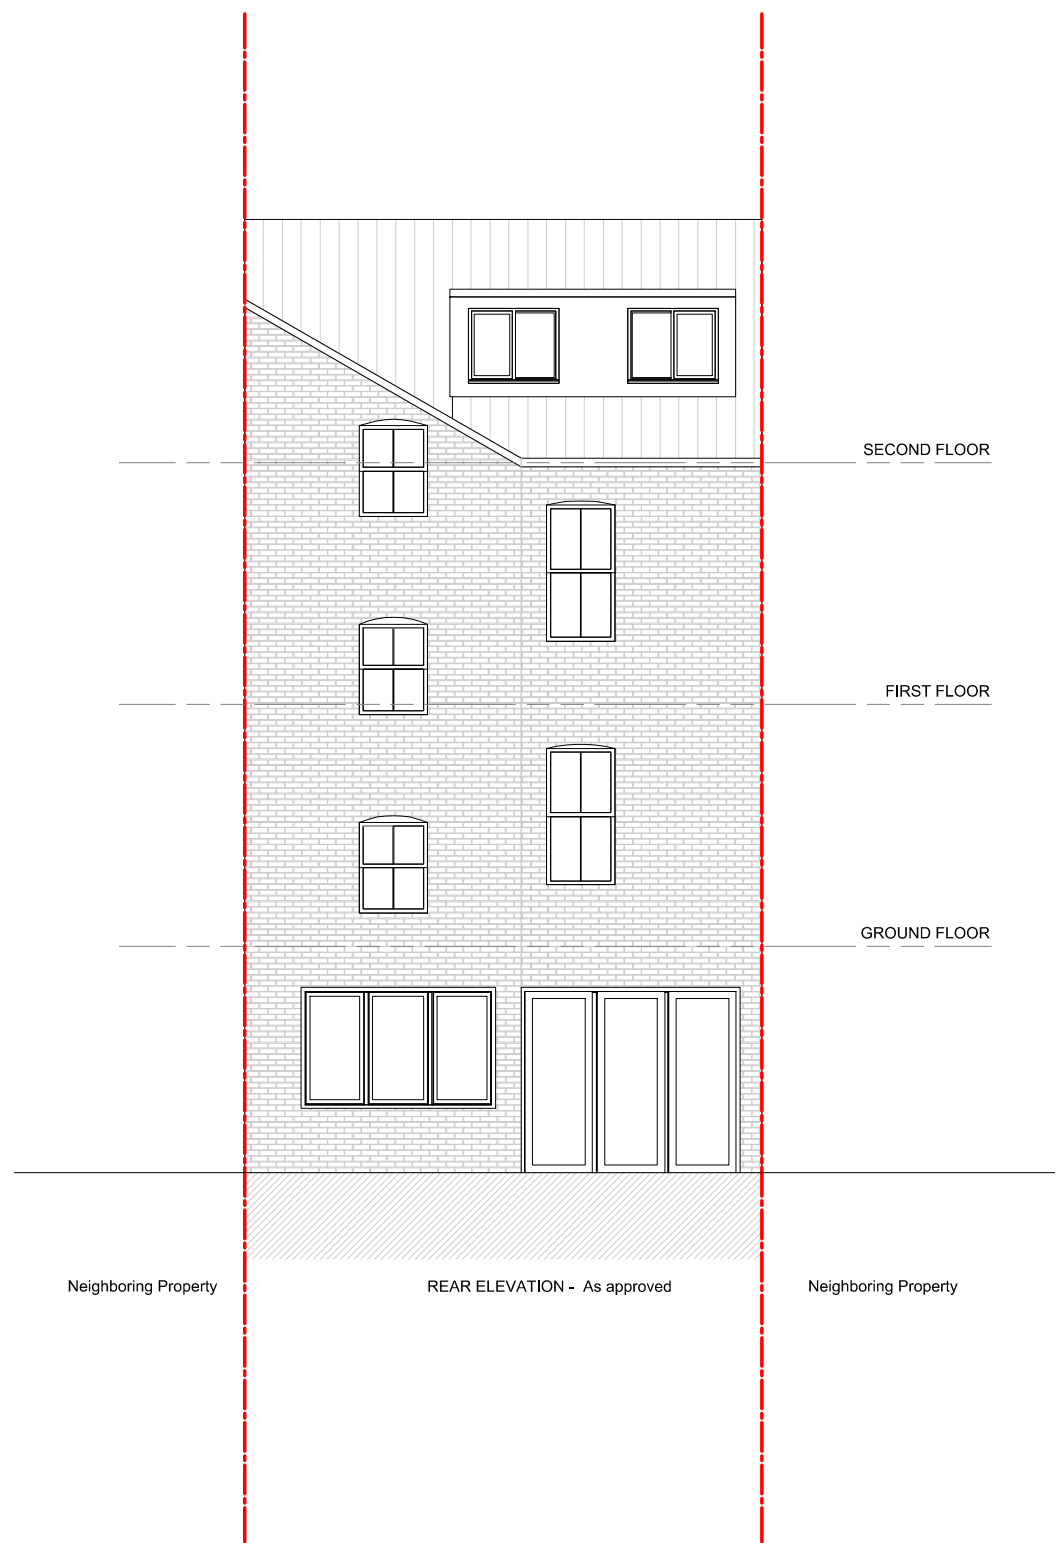 SECOND FLOOR
FIRST FLOOR
GROUND FLOOR
Neighboring Property
REAR ELEVATION - As approved
Neighboring Property